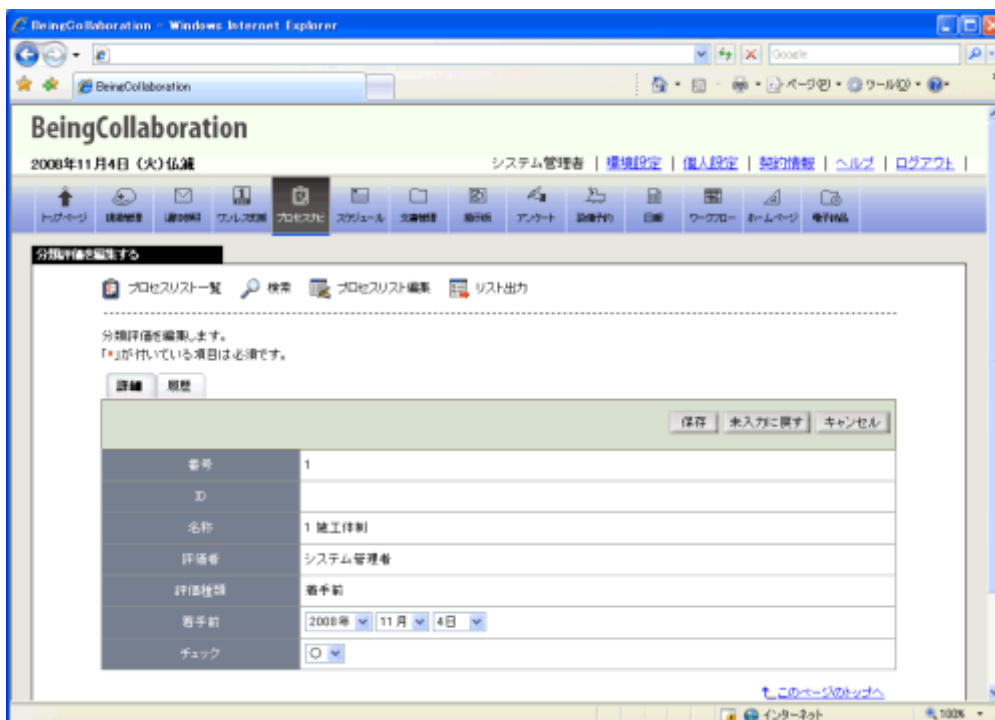 BeingCollaboration - Windows Internet Explorer
Google
BeingCollaboration
ページ(P) ツール(O)
BeingCollaboration
2008年11月4日 (火)仏滅
システム管理者 | 環境設定 | 個人設定 | 契約情報 | ヘルプ | ログアウト |
トップページ プロセスナビ スケジュール 文書管理 掲示板 アンケート 設備予約 日報 ワークフロー ホームページ 電子納品
分類評価を編集する
プロセスリスト一覧 検索 プロセスリスト編集 リスト出力
分類評価を編集します。
「*」が付いている項目は必須です。
詳細 履歴
保存 未入力に戻す キャンセル
番号 1
ID
名称 1 施工体制
評価者 システム管理者
評価種類 着手前
着手前 2008年 11月 4日
チェック ○
↑このページのトップへ
インターネット 100%